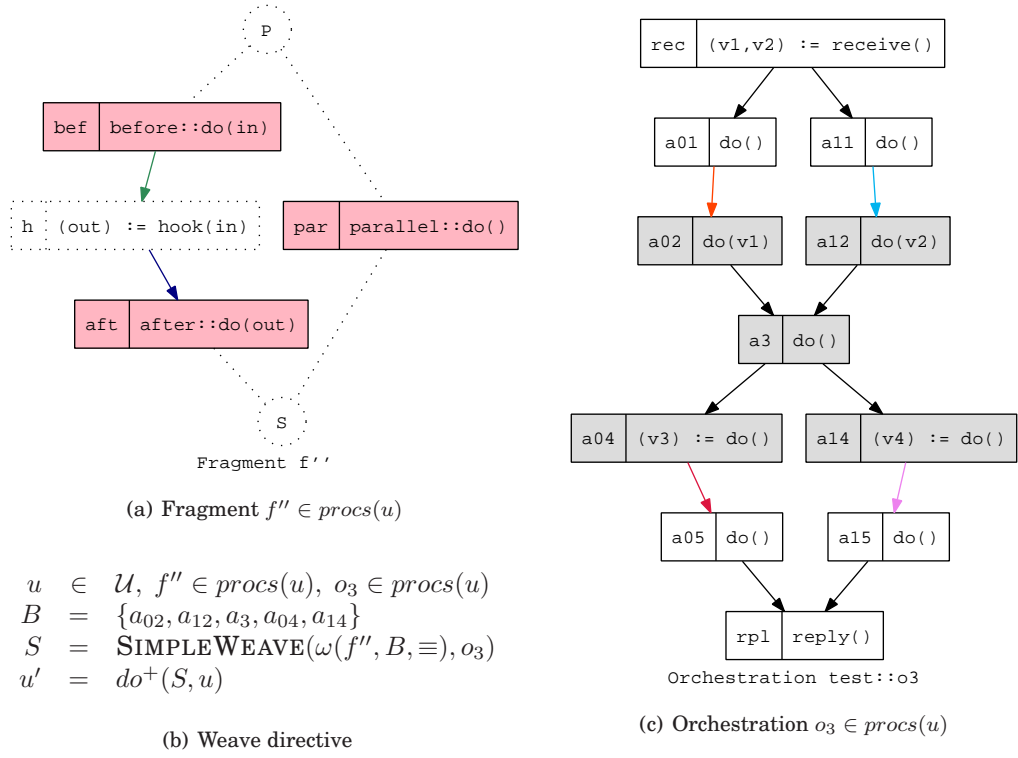 P
bef before::do(in)
h (out) := hook(in)
par parallel::do()
aft after::do(out)
S
Fragment f''
(a) Fragment f'' ∈ procs(u)
u ∈ 𝒰, f'' ∈ procs(u), o₃ ∈ procs(u)
B = {a₀₂, a₁₂, a₃, a₀₄, a₁₄}
S = SIMPLEWEAVE(ω(f'', B, ≡), o₃)
u' = do⁺(S, u)
(b) Weave directive
rec (v1,v2) := receive()
a01 do() a11 do()
a02 do(v1) a12 do(v2)
a3 do()
a04 (v3) := do() a14 (v4) := do()
a05 do() a15 do()
rpl reply()
Orchestration test::o3
(c) Orchestration o₃ ∈ procs(u)